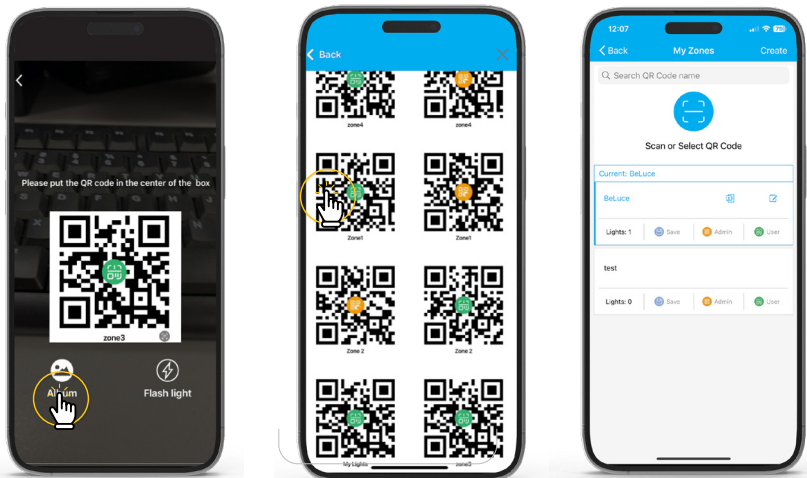 Please put the QR code in the center of the box
zone3
Album
Flash light
Back
zone4
zone4
Zone1
Zone1
Zone 2
Zone 2
My Lights
zone3
12:07
Back
My Zones
Create
Search QR Code name
Scan or Select QR Code
Current: BeLuce
BeLuce
Lights: 1
Save
Admin
User
test
Lights: 0
Save
Admin
User